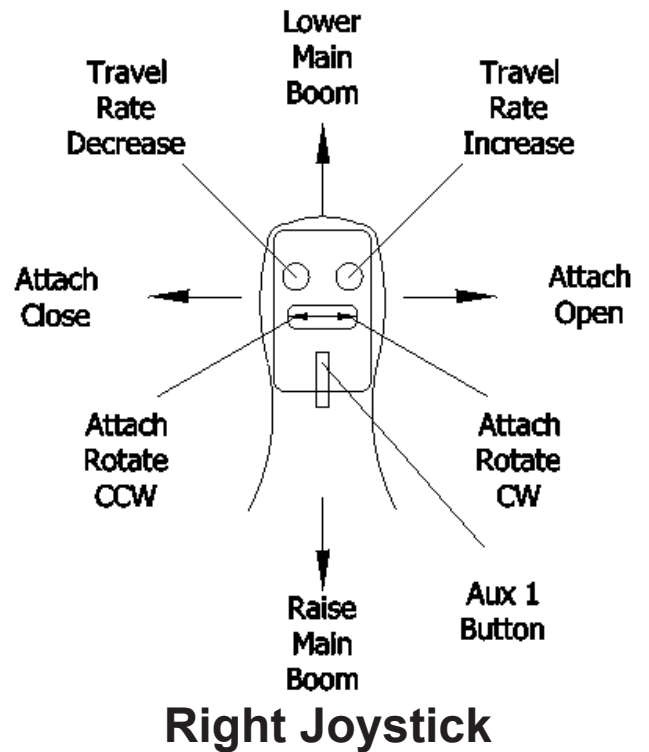 Lower
Main
Boom
Travel
Rate
Decrease
Travel
Rate
Increase
Attach
Close
Attach
Open
Attach
Rotate
CCW
Attach
Rotate
CW
Aux 1
Button
Raise
Main
Boom
Right Joystick